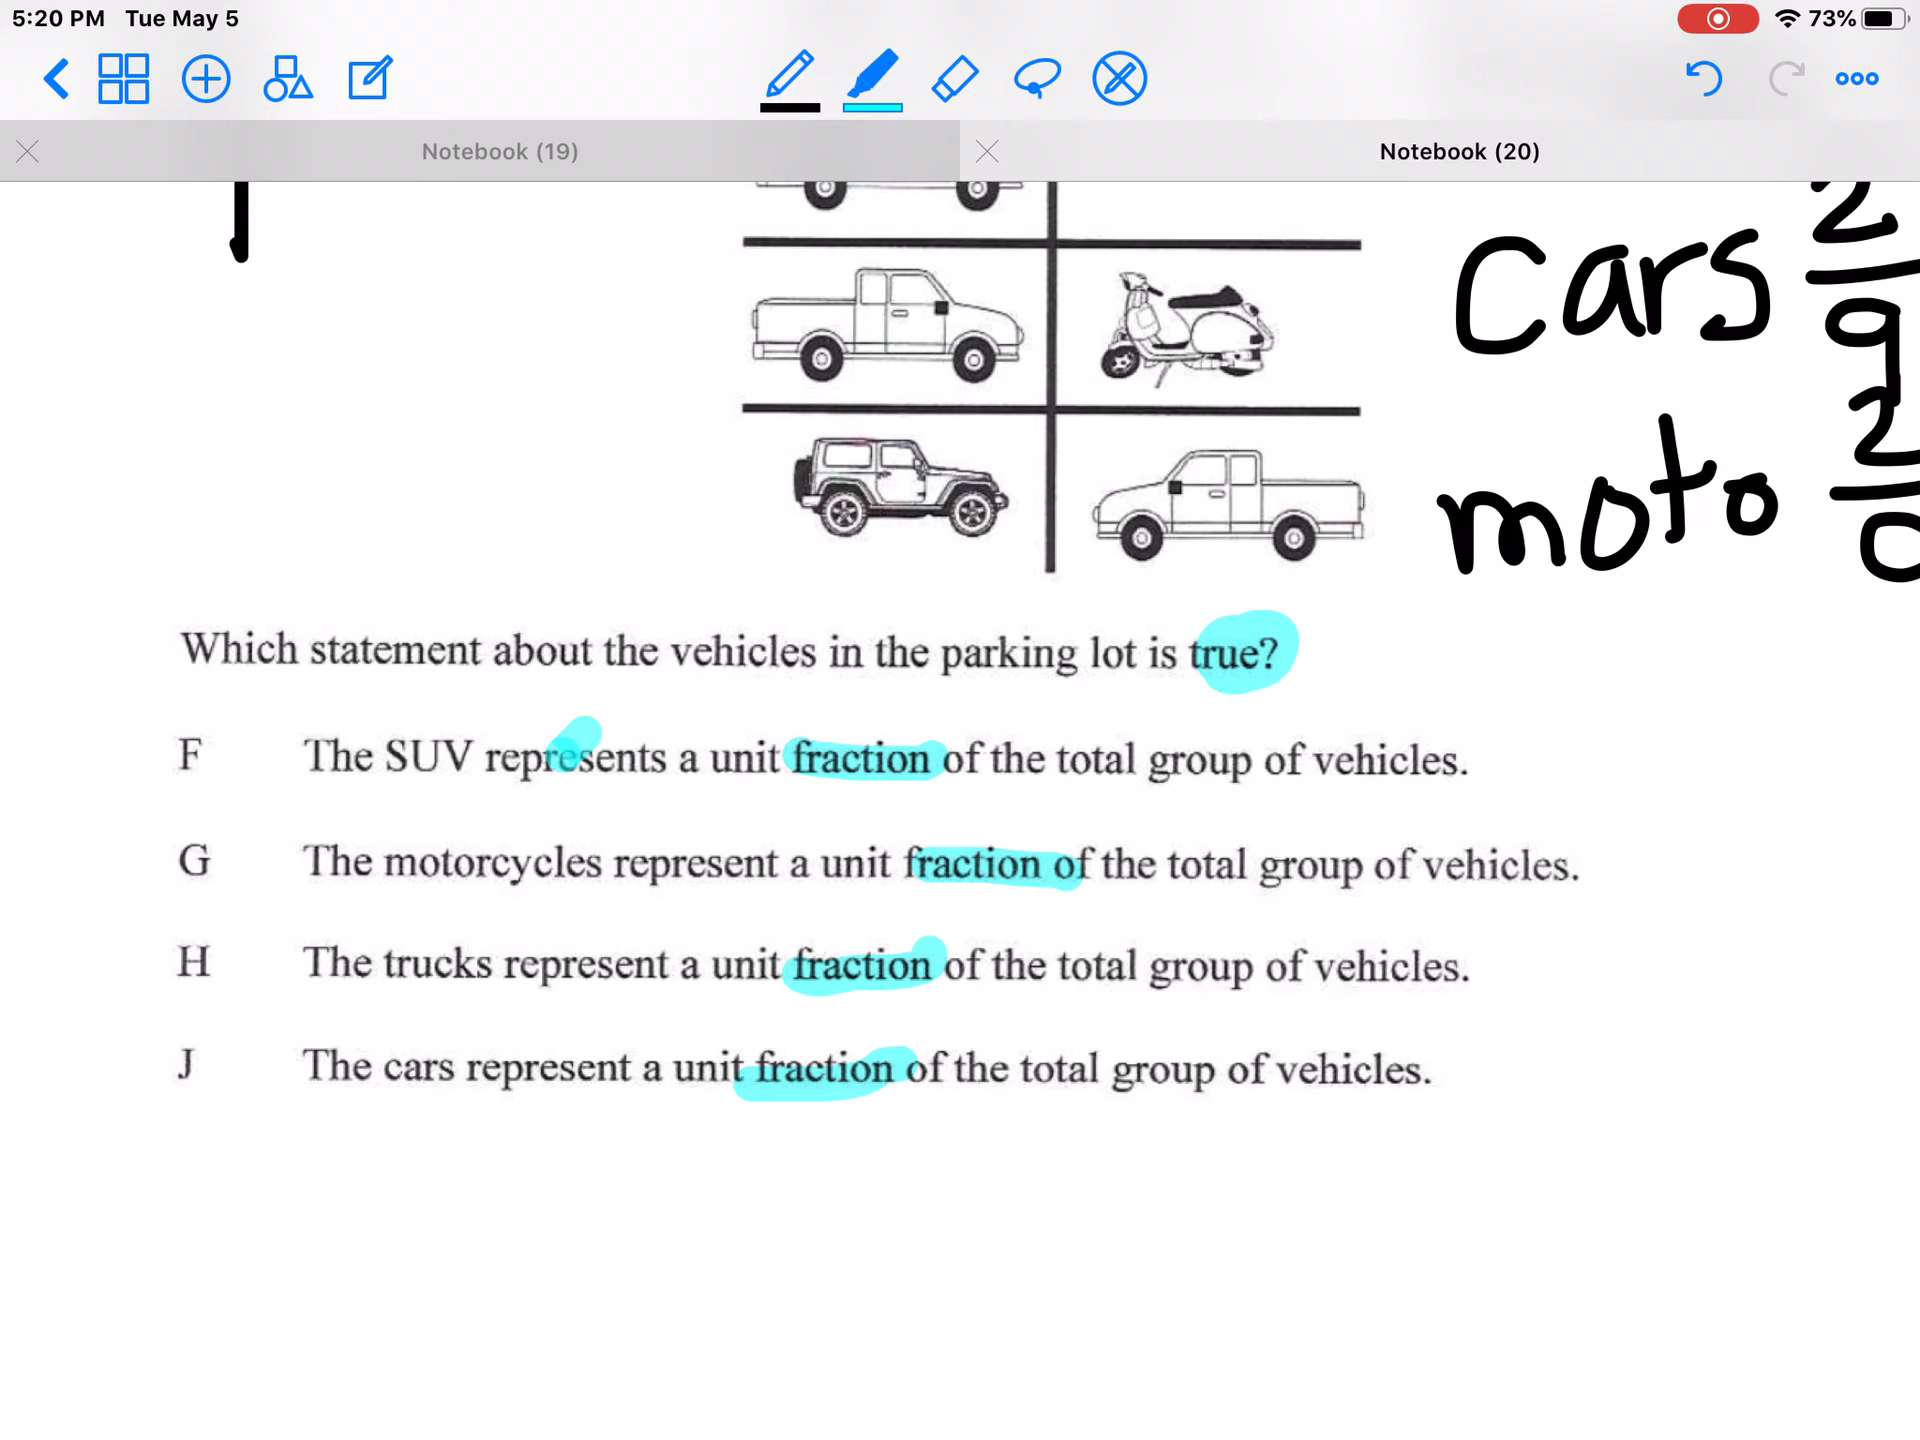 5:20 PM Tue May 5
73%
Notebook (19)
Notebook (20)
cars 2
9
moto 2
Which statement about the vehicles in the parking lot is true?
F The SUV represents a unit fraction of the total group of vehicles.
G The motorcycles represent a unit fraction of the total group of vehicles.
H The trucks represent a unit fraction of the total group of vehicles.
J The cars represent a unit fraction of the total group of vehicles.